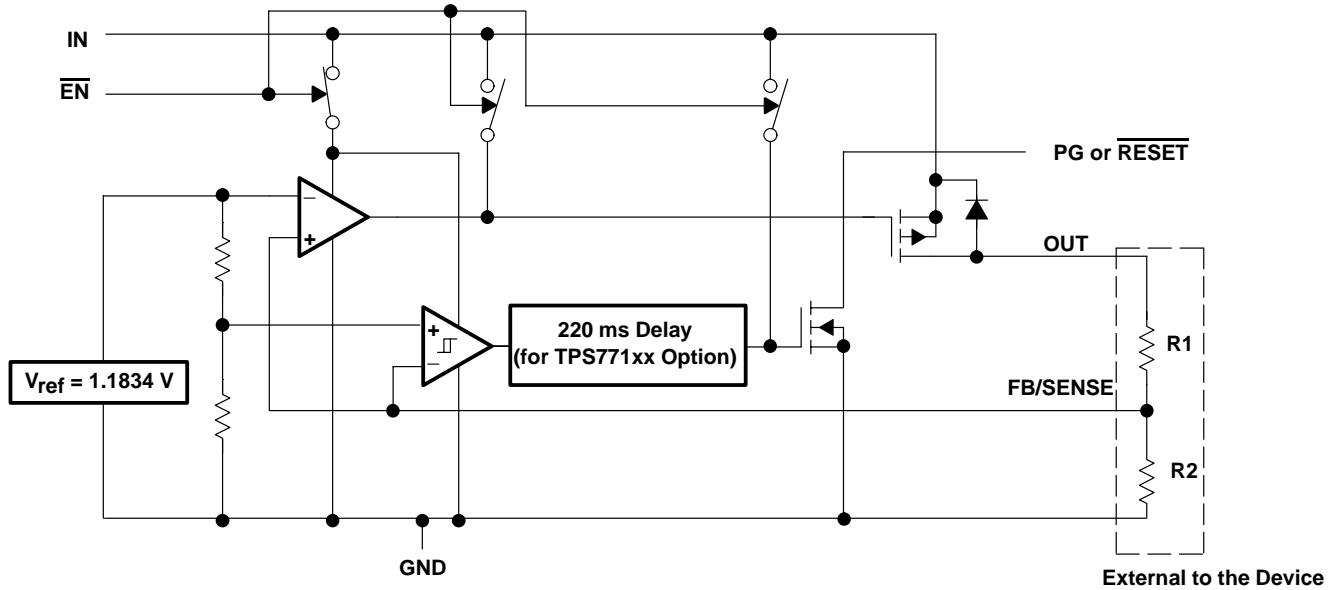 IN
EN
PG or RESET
OUT
220 ms Delay
(for TPS771xx Option)
R1
Vref = 1.1834 V
FB/SENSE
R2
GND
External to the Device